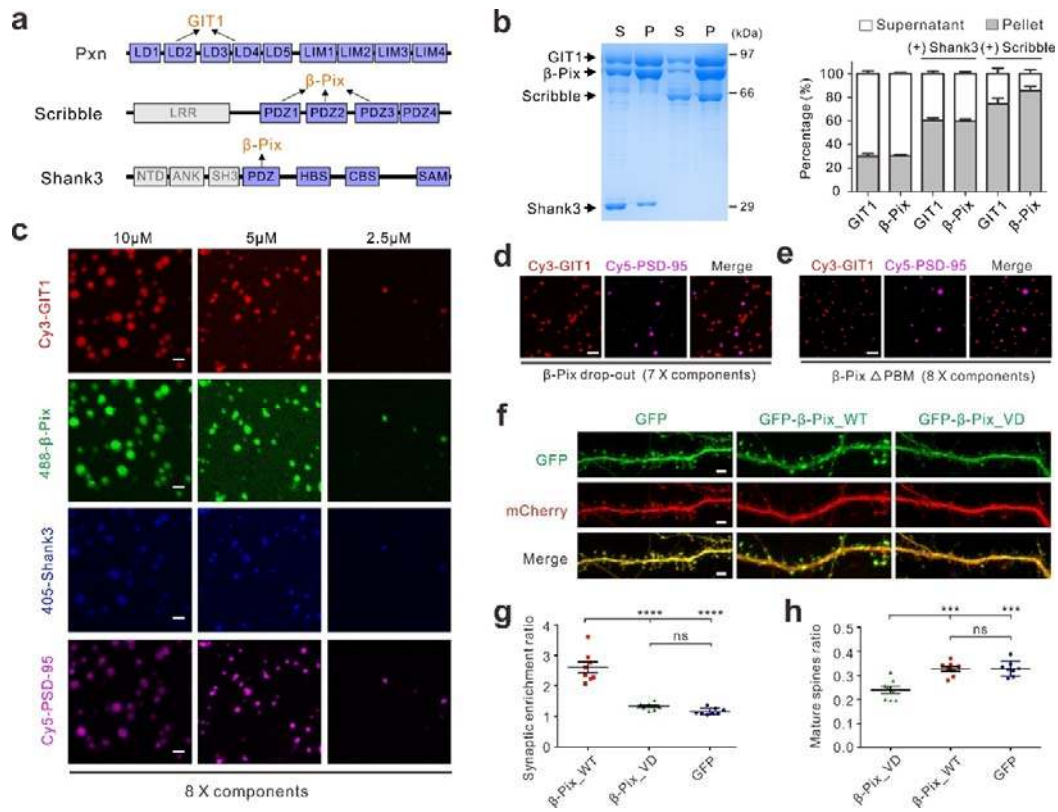 a
GIT1
Pxn
LD1 LD2 LD3 LD4 LD5 LIM1 LIM2 LIM3 LIM4
β-Pix
Scribble
LRR PDZ1 PDZ2 PDZ3 PDZ4
β-Pix
Shank3
NTD ANK SH3 PDZ HBS CBS SAM
b
S P S P (kDa)
GIT1
β-Pix
Scribble
Shank3
97
66
29
Supernatant
Pellet
(+) Shank3 (+) Scribble
Percentage (%)
100
80
60
40
20
0
GIT1 β-Pix GIT1 β-Pix GIT1 β-Pix
c
10μM 5μM 2.5μM
Cy3-GIT1
488-β-Pix
405-Shank3
Cy5-PSD-95
8 X components
d
Cy3-GIT1 Cy5-PSD-95 Merge
β-Pix drop-out (7 X components)
e
Cy3-GIT1 Cy5-PSD-95 Merge
β-Pix △PBM (8 X components)
f
GFP GFP-β-Pix_WT GFP-β-Pix_VD
GFP
mCherry
Merge
g
**** ****
ns
Synaptic enrichment ratio
4
3
2
1
0
β-Pix_WT β-Pix_VD GFP
h
*** ***
ns
Mature spines ratio
0.5
0.4
0.3
0.2
0.1
0.0
β-Pix_VD β-Pix_WT GFP